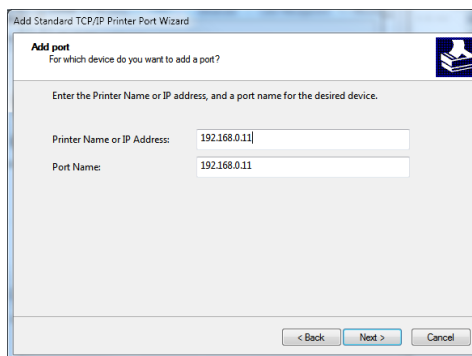 Add Standard TCP/IP Printer Port Wizard
Add port
For which device do you want to add a port?
Enter the Printer Name or IP address, and a port name for the desired device.
Printer Name or IP Address: 192.168.0.11
Port Name: 192.168.0.11
< Back Next > Cancel